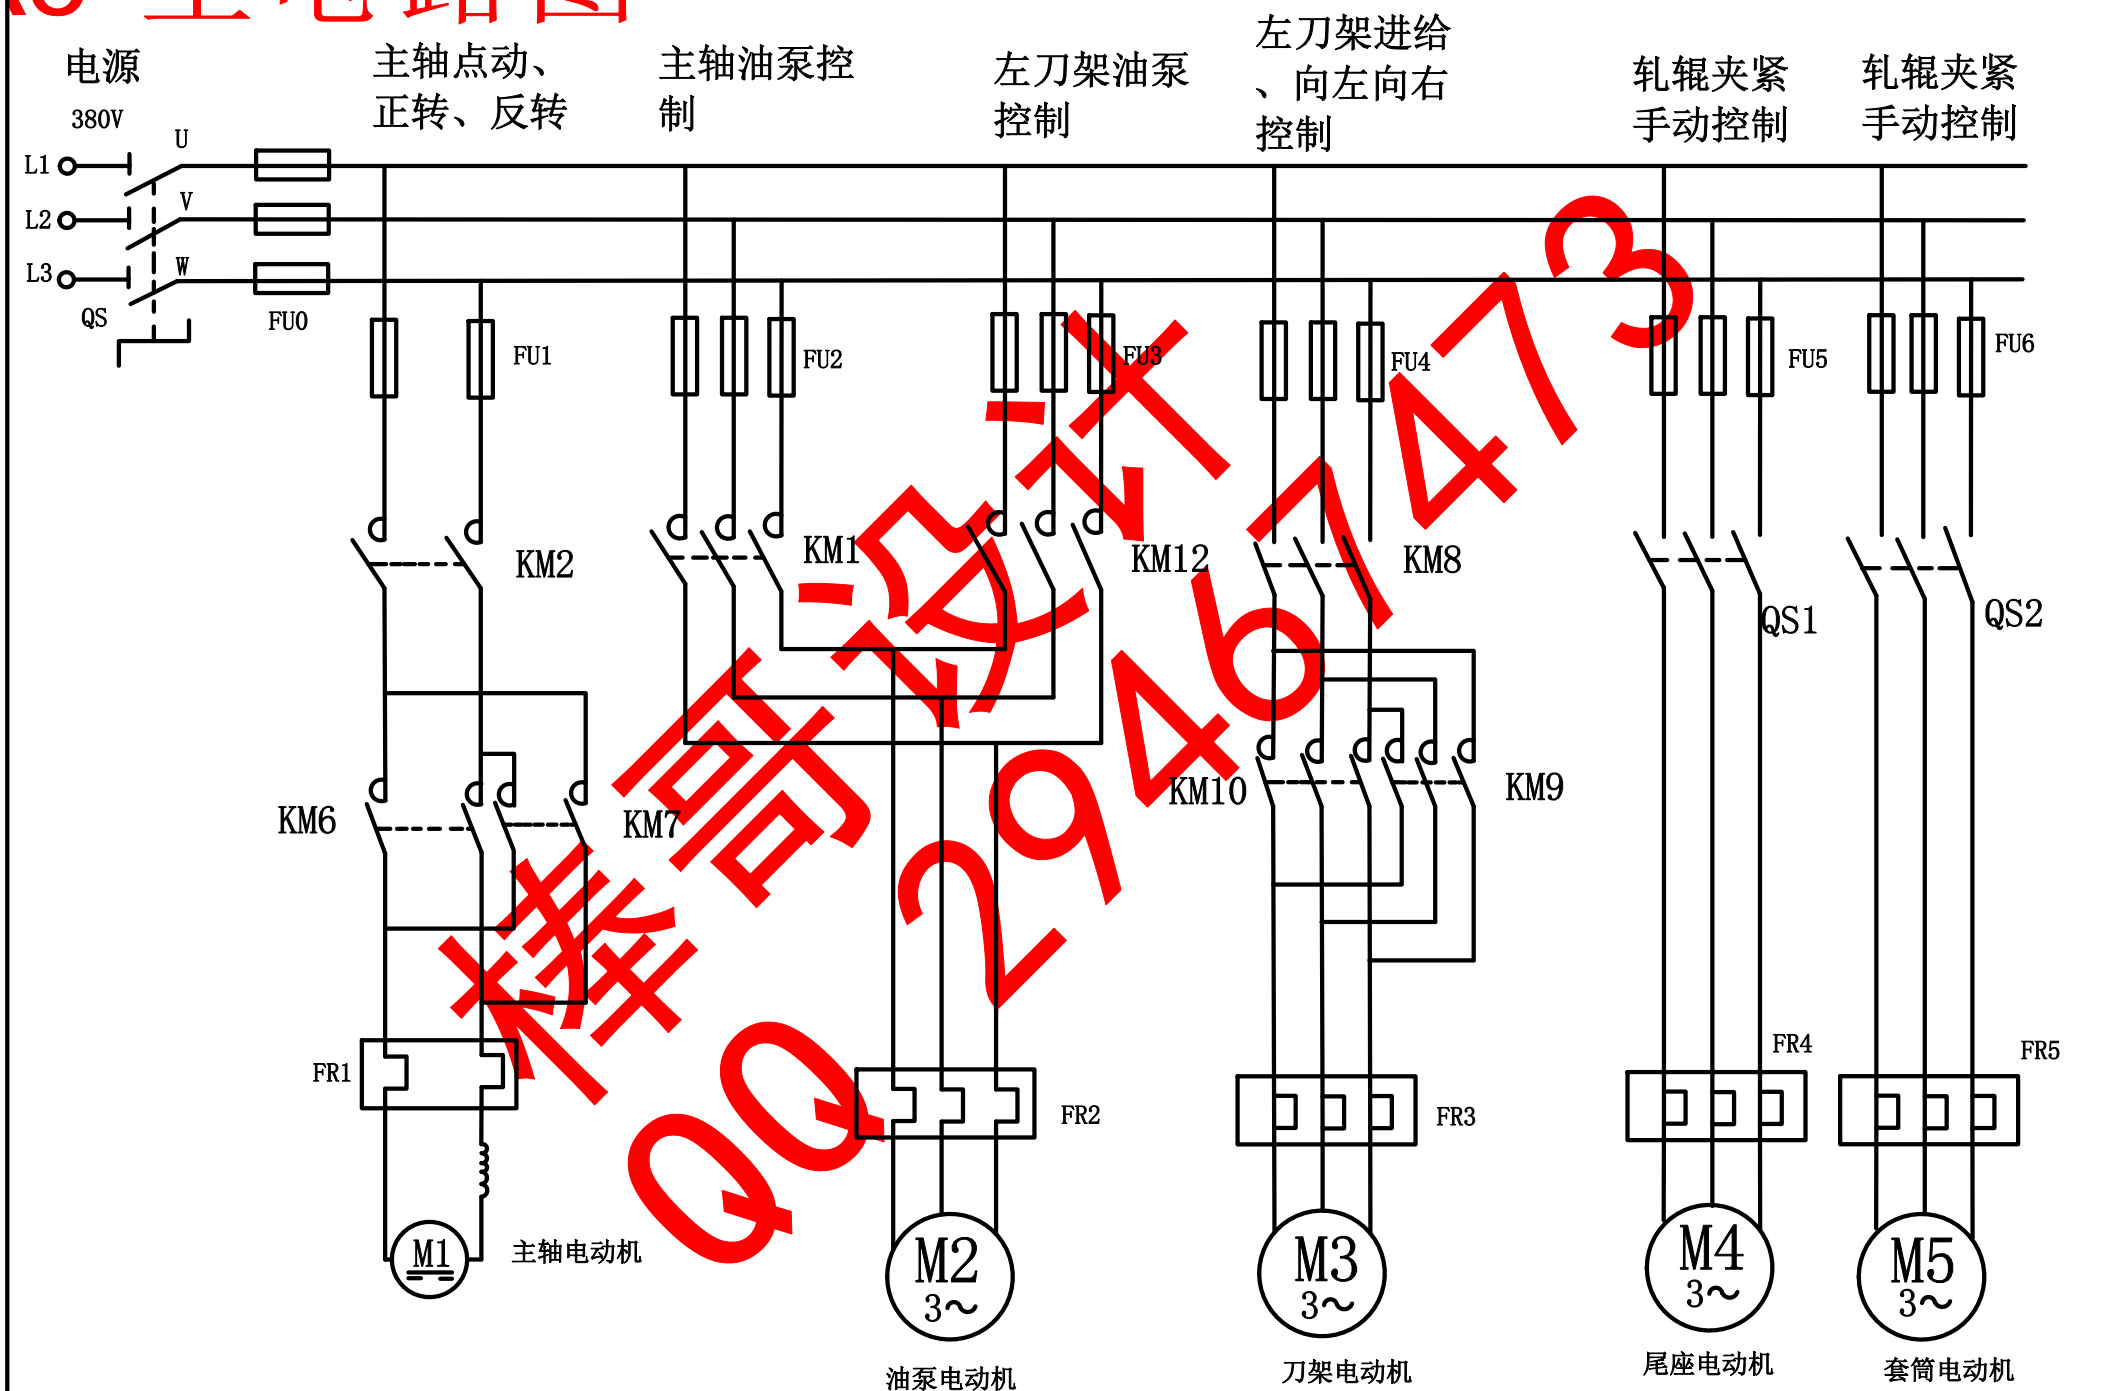 主电路图
电源
380V
主轴点动、
正转、反转
主轴油泵控
制
左刀架油泵
控制
左刀架进给
、向左向右
控制
轧辊夹紧
手动控制
轧辊夹紧
手动控制
L1
U
L2
V
L3
W
QS
FU0
FU1
FU2
FU3
FU4
FU5
FU6
KM2
KM1
KM12
KM8
QS1
QS2
KM6
KM7
KM10
KM9
FR1
FR2
FR3
FR4
FR5
M1
主轴电动机
M2
3～
油泵电动机
M3
3～
刀架电动机
M4
3～
尾座电动机
M5
3～
套筒电动机
棒哥设计
QQ 29467473